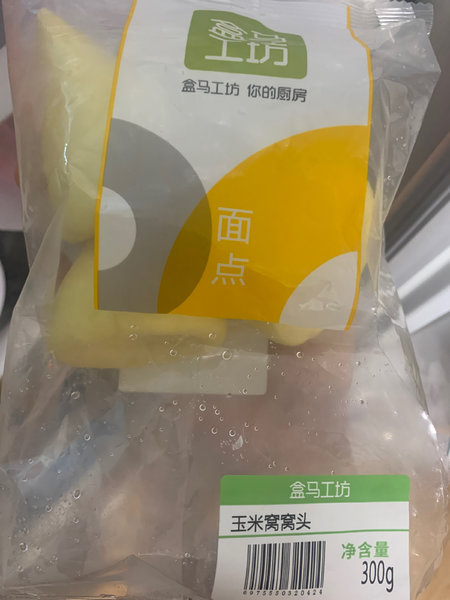 盒马
工坊
盒马工坊 你的厨房
面
点
盒马工坊
玉米窝窝头
净含量
300g
6975550320424